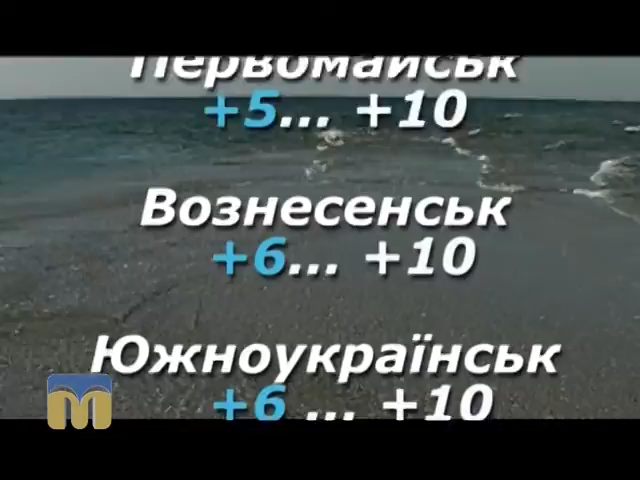 Первомайськ
+5... +10
Вознесенськ
+6... +10
Южноукраїнськ
+6 ... +10
М